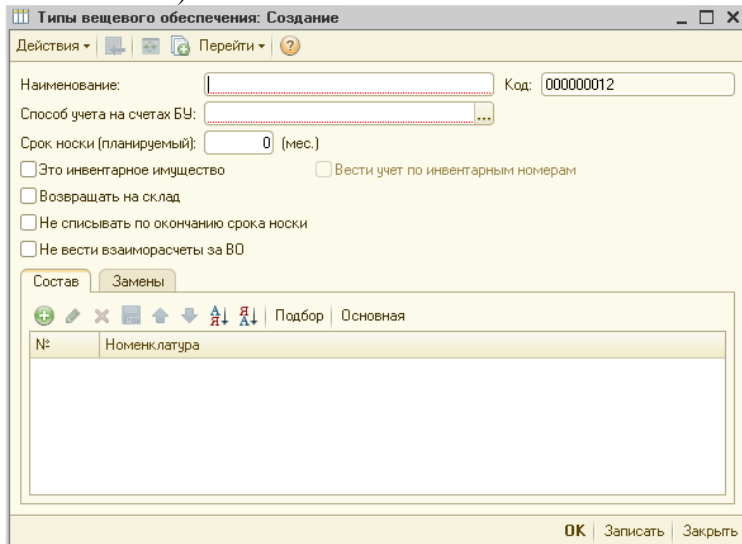 Типы вещевого обеспечения: Создание
Действия Перейти
Наименование: Код: 000000012
Способ учета на счетах БУ: ...
Срок носки (планируемый): 0 (мес.)
Это инвентарное имущество Вести учет по инвентарным номерам
Возвращать на склад
Не списывать по окончанию срока носки
Не вести взаиморасчеты за ВО
Состав Замены
Подбор Основная
№ Номенклатура
OK Записать Закрыть